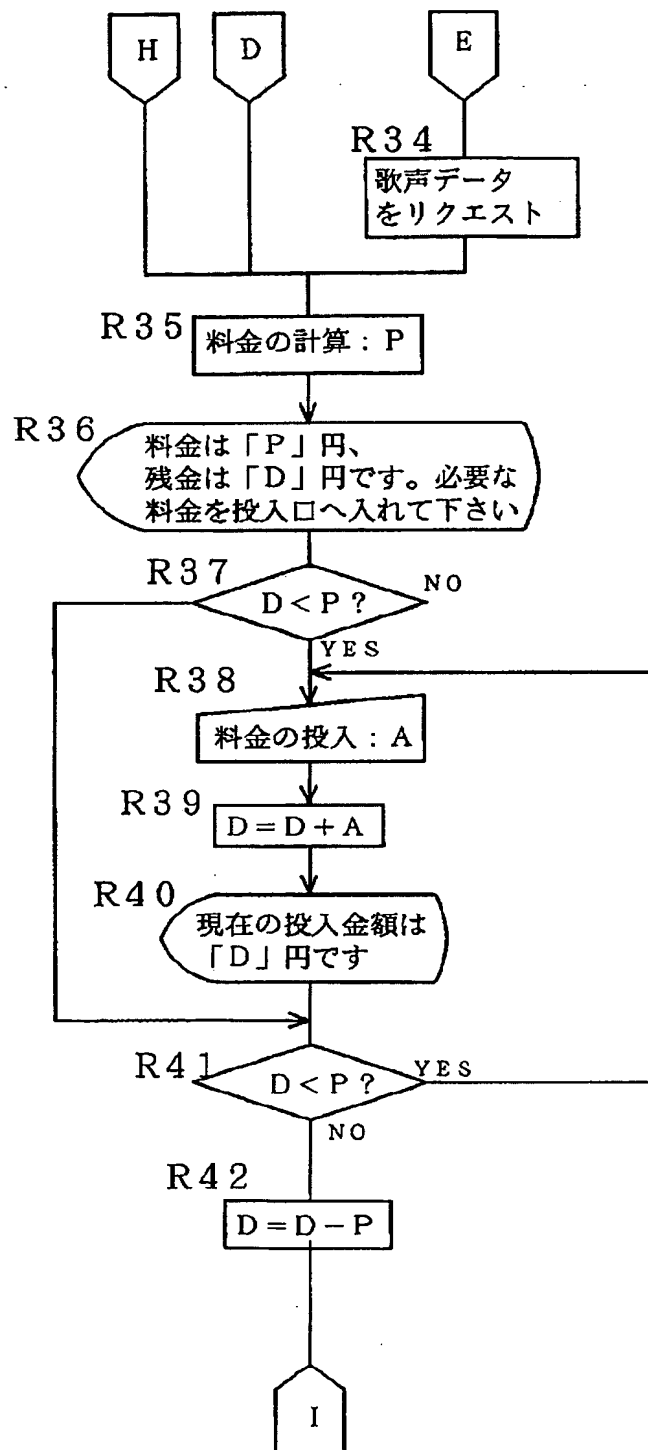 H D E
R34
歌声データ
をリクエスト
R35
料金の計算：P
R36
料金は「P」円、
残金は「D」円です。必要な
料金を投入口へ入れて下さい
R37
D＜P？
NO
YES
R38
料金の投入：A
R39
D＝D＋A
R40
現在の投入金額は
「D」円です
R41
D＜P？
YES
NO
R42
D＝D－P
I